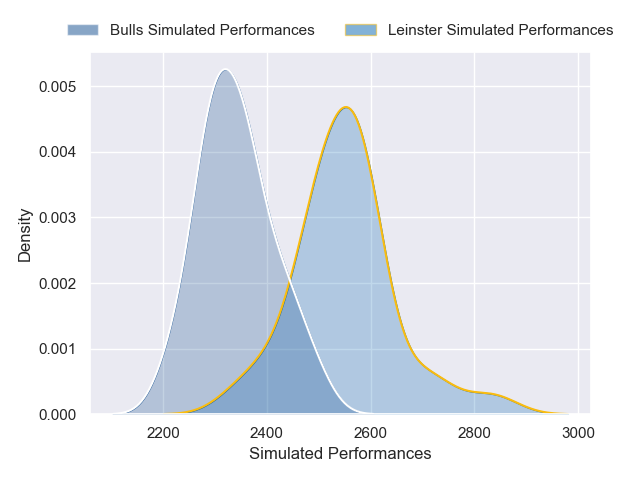 Bulls Simulated Performances Leinster Simulated Performances
0.005
0.004
0.003
0.002
0.001
0.000
Density
2200 2400 2600 2800 3000
Simulated Performances